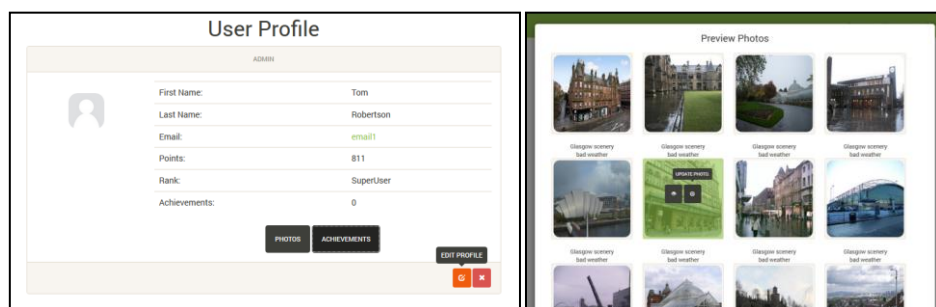 User Profile
ADMIN
First Name: Tom
Last Name: Robertson
Email: email1
Points: 811
Rank: SuperUser
Achievements: 0
PHOTOS ACHIEVEMENTS
EDIT PROFILE
Preview Photos
Glasgow scenery Glasgow scenery Glasgow scenery Glasgow scenery
bad weather bad weather bad weather bad weather
UPDATE PHOTO
Glasgow scenery Glasgow scenery Glasgow scenery Glasgow scenery
bad weather bad weather bad weather bad weather